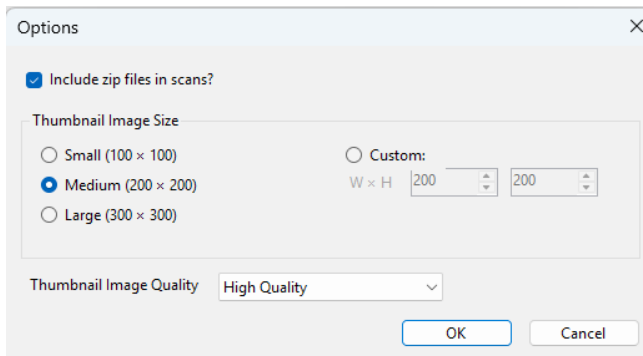 Options
Include zip files in scans?
Thumbnail Image Size
Small (100 × 100)
Custom:
Medium (200 × 200)
W × H 200 200
Large (300 × 300)
Thumbnail Image Quality High Quality
OK Cancel